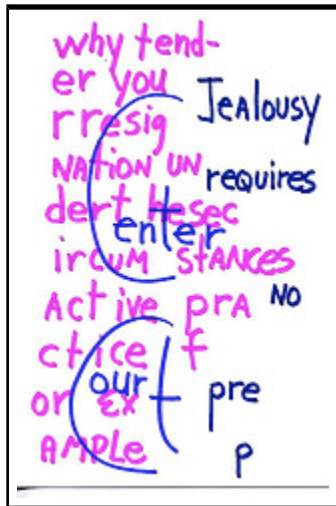 why tend-
er you Jealousy
rresig
NATION UN requires
dert hesec
enter
ircum STANCES
ACTive prA NO
ctice f
our pre
or EX
AMPLE p